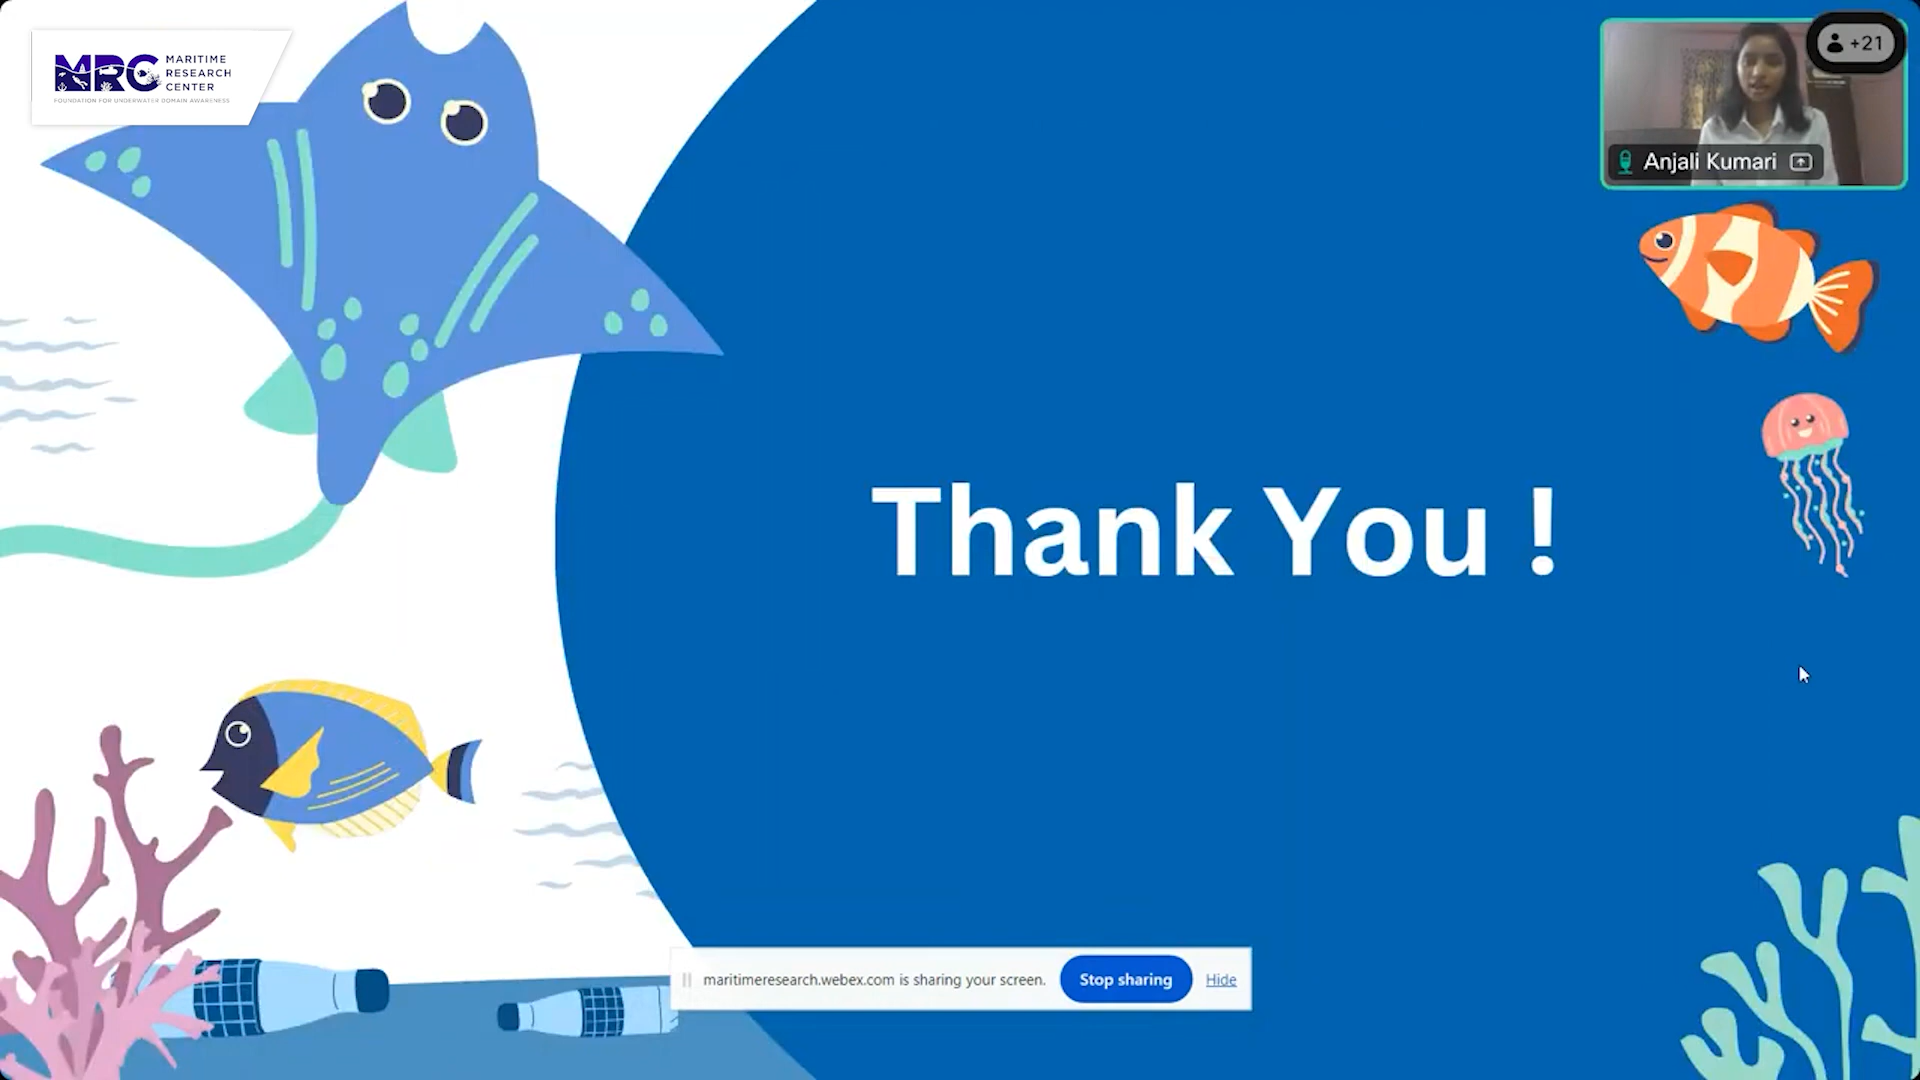 MRC
MARITIME
RESEARCH
CENTER
FOUNDATION FOR UNDERWATER DOMAIN AWARENESS
+21
Anjali Kumari
Thank You !
maritimeresearch.webex.com is sharing your screen.
Stop sharing
Hide